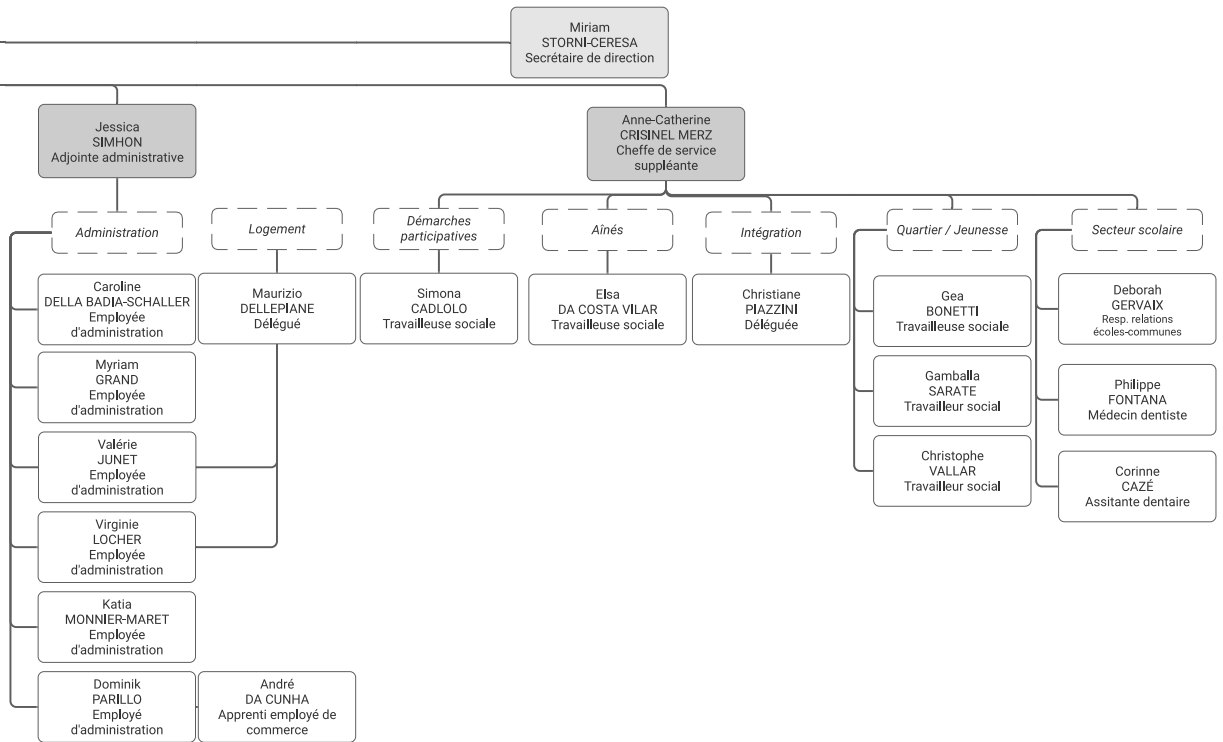 Miriam
STORNI-CERESA
Secrétaire de direction
Jessica
SIMHON
Adjointe administrative
Anne-Catherine
CRISINEL MERZ
Cheffe de service
suppléante
Administration
Logement
Démarches
participatives
Aînés
Intégration
Quartier / Jeunesse
Secteur scolaire
Caroline
DELLA BADIA-SCHALLER
Employée
d'administration
Maurizio
DELLEPIANE
Délégué
Simona
CADLOLO
Travailleuse sociale
Elsa
DA COSTA VILAR
Travailleuse sociale
Christiane
PIAZZINI
Déléguée
Gea
BONETTI
Travailleuse sociale
Deborah
GERVAIX
Resp. relations
écoles-communes
Myriam
GRAND
Employée
d'administration
Gamballa
SARATE
Travailleur social
Philippe
FONTANA
Médecin dentiste
Valérie
JUNET
Employée
d'administration
Christophe
VALLAR
Travailleur social
Corinne
CAZÉ
Assitante dentaire
Virginie
LOCHER
Employée
d'administration
Katia
MONNIER-MARET
Employée
d'administration
Dominik
PARILLO
Employé
d'administration
André
DA CUNHA
Apprenti employé de
commerce